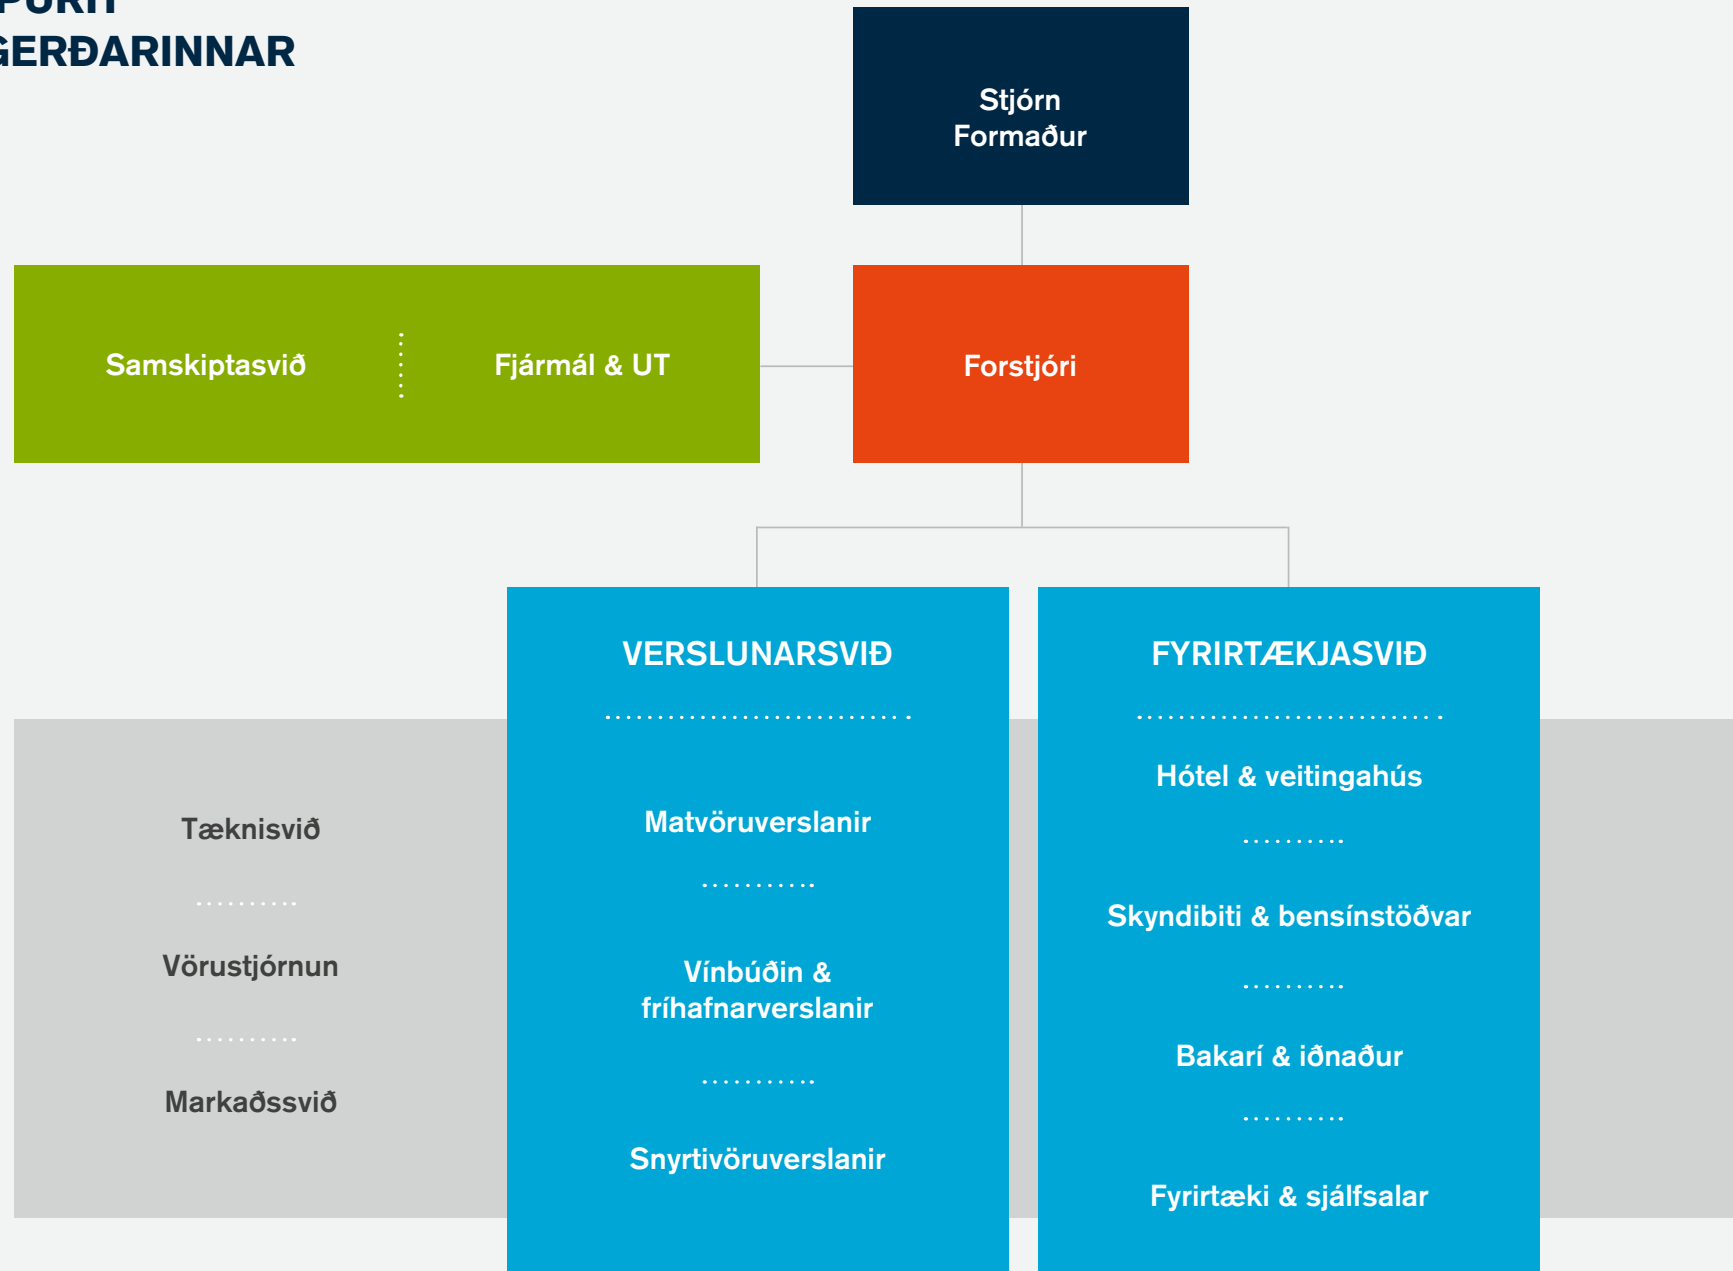 GERÐARINNAR
Stjórn
Formaður
Samskiptasvið
Fjármál & UT
Forstjóri
VERSLUNARSVIÐ
Matvöruverslanir
Vínbúðin &
fríhafnarverslanir
Snyrtivöruverslanir
FYRIRTÆKJASVIÐ
Hótel & veitingahús
Skyndibiti & bensínstöðvar
Bakarí & iðnaður
Fyrirtæki & sjálfsalar
Tæknisvið
Vörustjórnun
Markaðssvið